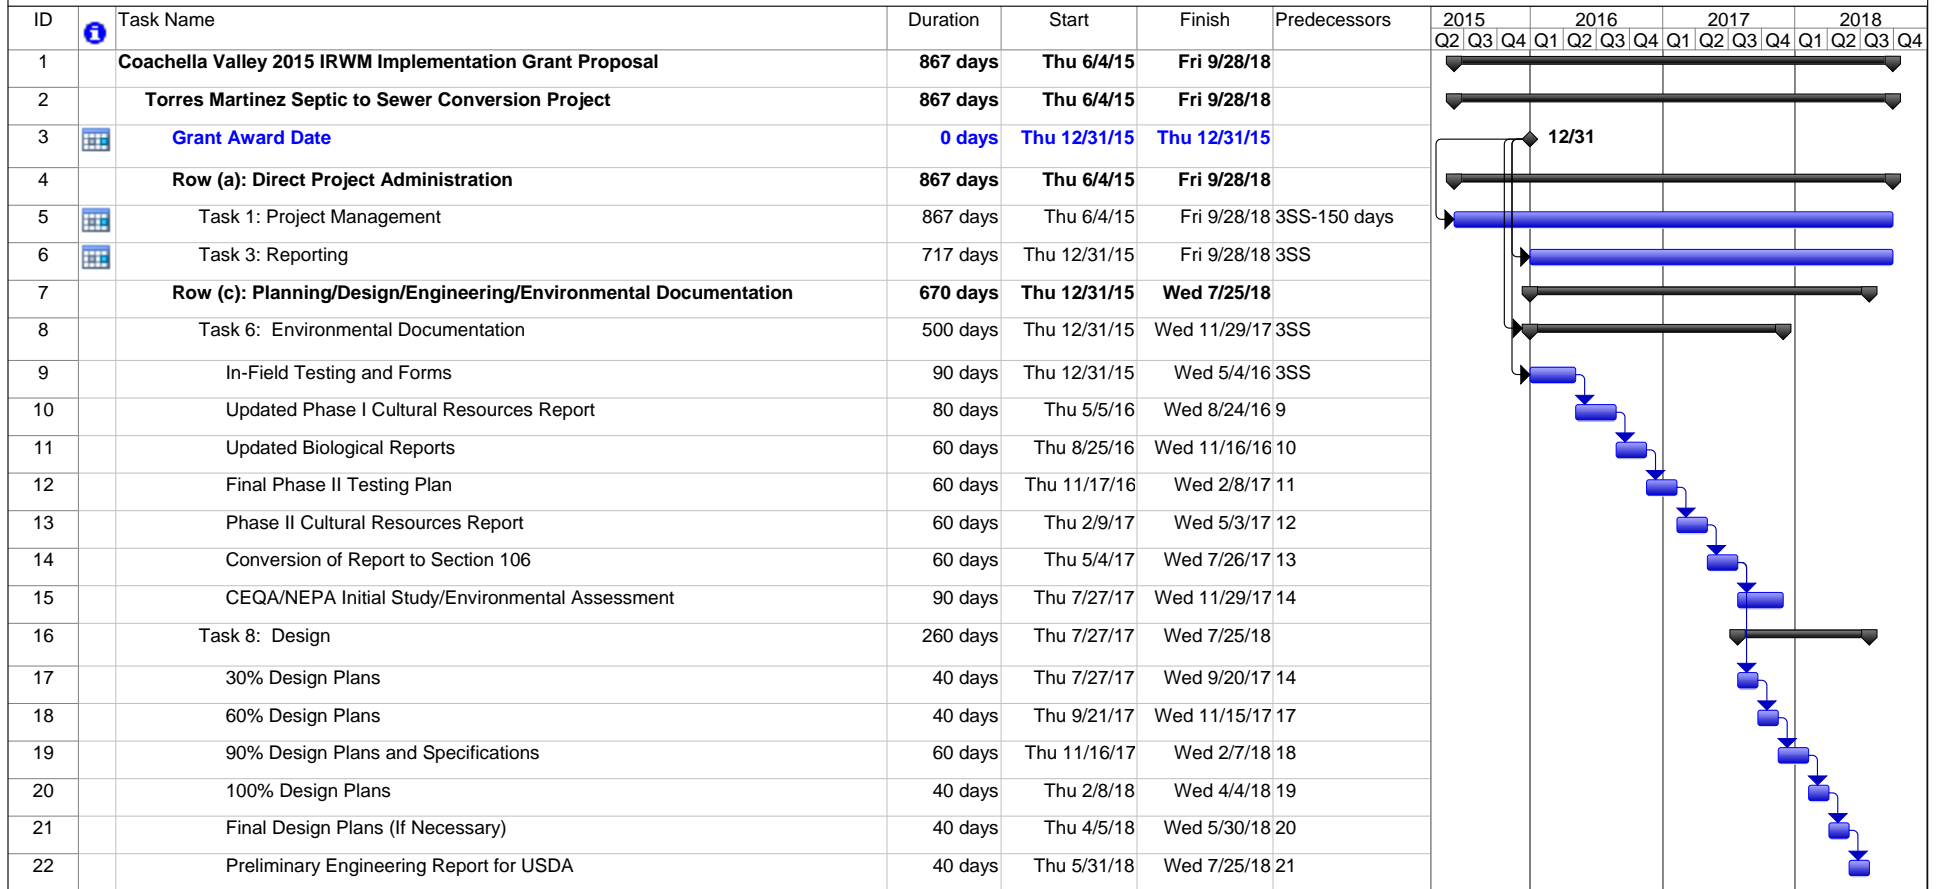 ID Task Name Duration Start Finish Predecessors 2015 2016 2017 2018
Q2 Q3 Q4 Q1 Q2 Q3 Q4 Q1 Q2 Q3 Q4 Q1 Q2 Q3 Q4
1 Coachella Valley 2015 IRWM Implementation Grant Proposal 867 days Thu 6/4/15 Fri 9/28/18
2 Torres Martinez Septic to Sewer Conversion Project 867 days Thu 6/4/15 Fri 9/28/18
3 Grant Award Date 0 days Thu 12/31/15 Thu 12/31/15 12/31
4 Row (a): Direct Project Administration 867 days Thu 6/4/15 Fri 9/28/18
5 Task 1: Project Management 867 days Thu 6/4/15 Fri 9/28/18 3SS-150 days
6 Task 3: Reporting 717 days Thu 12/31/15 Fri 9/28/18 3SS
7 Row (c): Planning/Design/Engineering/Environmental Documentation 670 days Thu 12/31/15 Wed 7/25/18
8 Task 6: Environmental Documentation 500 days Thu 12/31/15 Wed 11/29/17 3SS
9 In-Field Testing and Forms 90 days Thu 12/31/15 Wed 5/4/16 3SS
10 Updated Phase I Cultural Resources Report 80 days Thu 5/5/16 Wed 8/24/16 9
11 Updated Biological Reports 60 days Thu 8/25/16 Wed 11/16/16 10
12 Final Phase II Testing Plan 60 days Thu 11/17/16 Wed 2/8/17 11
13 Phase II Cultural Resources Report 60 days Thu 2/9/17 Wed 5/3/17 12
14 Conversion of Report to Section 106 60 days Thu 5/4/17 Wed 7/26/17 13
15 CEQA/NEPA Initial Study/Environmental Assessment 90 days Thu 7/27/17 Wed 11/29/17 14
16 Task 8: Design 260 days Thu 7/27/17 Wed 7/25/18
17 30% Design Plans 40 days Thu 7/27/17 Wed 9/20/17 14
18 60% Design Plans 40 days Thu 9/21/17 Wed 11/15/17 17
19 90% Design Plans and Specifications 60 days Thu 11/16/17 Wed 2/7/18 18
20 100% Design Plans 40 days Thu 2/8/18 Wed 4/4/18 19
21 Final Design Plans (If Necessary) 40 days Thu 4/5/18 Wed 5/30/18 20
22 Preliminary Engineering Report for USDA 40 days Thu 5/31/18 Wed 7/25/18 21